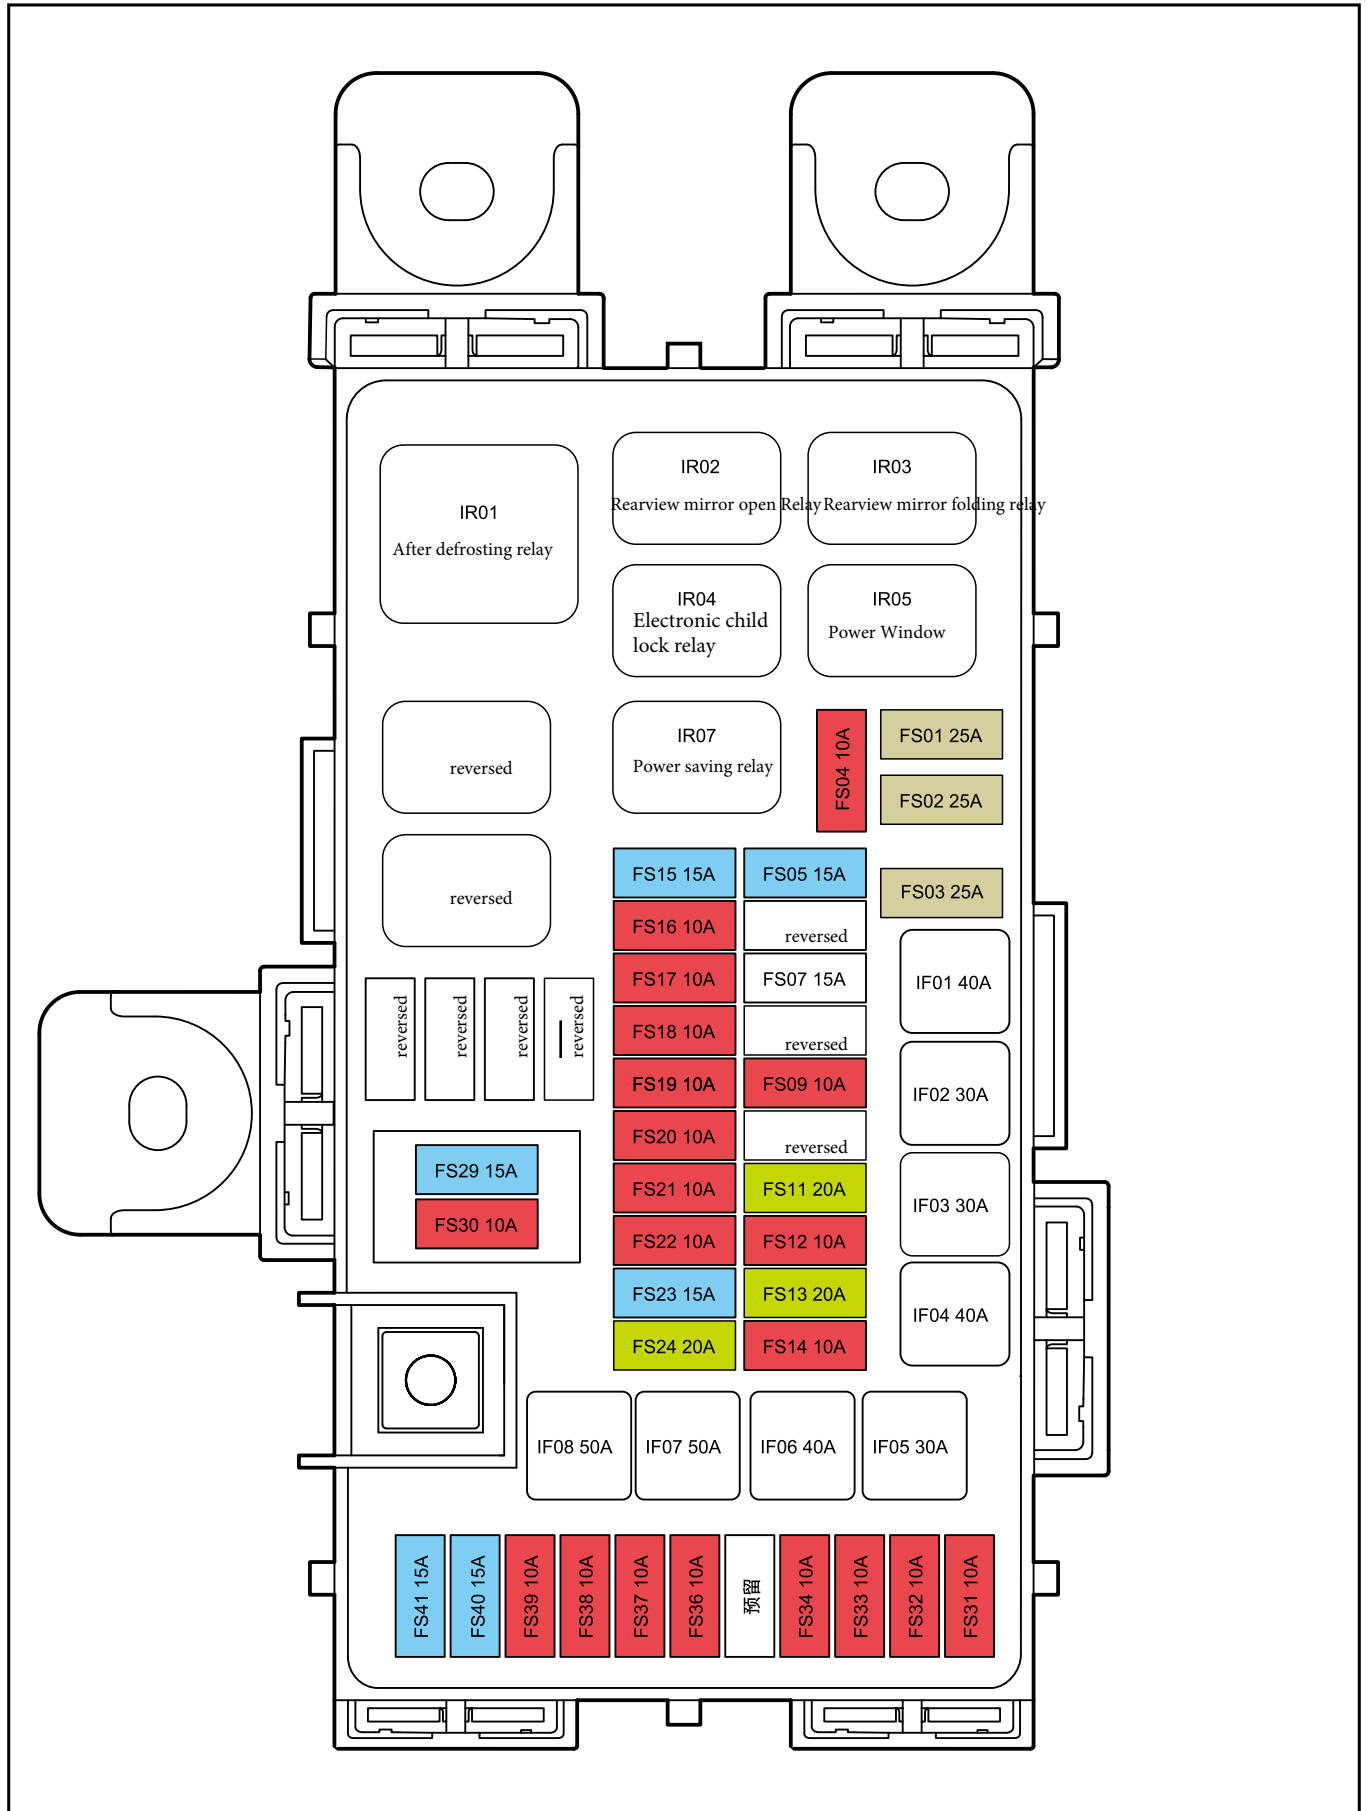 IR01
After defrosting relay
IR02
Rearview mirror open Relay
IR03
Rearview mirror folding relay
IR04
Electronic child
lock relay
IR05
Power Window
reversed
IR07
Power saving relay
FS04 10A
FS01 25A
FS02 25A
reversed
FS15 15A
FS05 15A
FS03 25A
FS16 10A
reversed
FS17 10A
FS07 15A
IF01 40A
reversed
reversed
reversed
reversed
FS18 10A
reversed
FS19 10A
FS09 10A
IF02 30A
FS20 10A
reversed
FS29 15A
FS30 10A
FS21 10A
FS11 20A
IF03 30A
FS22 10A
FS12 10A
FS23 15A
FS13 20A
IF04 40A
FS24 20A
FS14 10A
IF08 50A
IF07 50A
IF06 40A
IF05 30A
FS41 15A
FS40 15A
FS39 10A
FS38 10A
FS37 10A
FS36 10A
预留
FS34 10A
FS33 10A
FS32 10A
FS31 10A